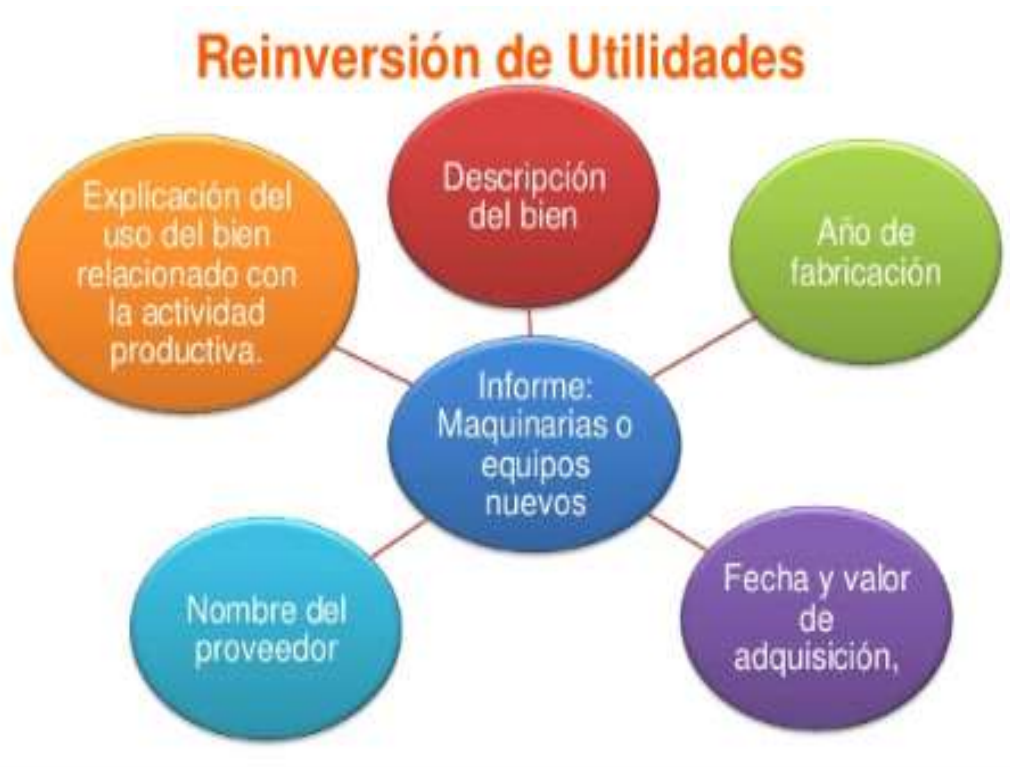 Reinversión de Utilidades
Descripción
del bien
Año de
fabricación
Fecha y valor
de
adquisición,
Nombre del
proveedor
Explicación del
uso del bien
relacionado con
la actividad
productiva.
Informe:
Maquinarias o
equipos
nuevos